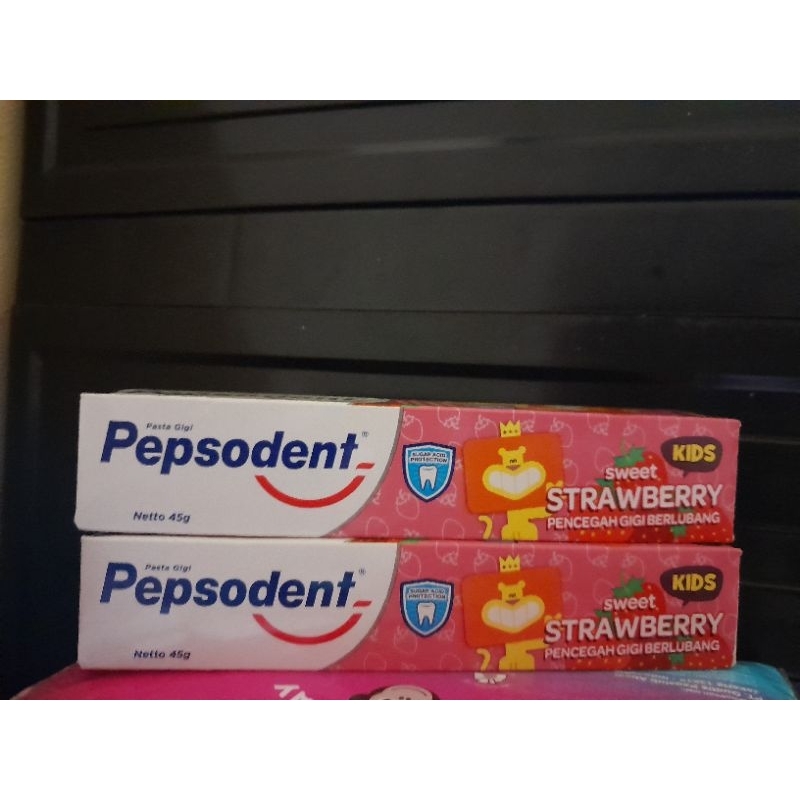 Pasta Gigi
Pepsodent®
Netto 45g
SUGAR ACID
PROTECTION
KIDS
sweet
STRAWBERRY
PENCEGAH GIGI BERLUBANG
Pasta Gigi
Pepsodent®
Netto 45g
SUGAR ACID
PROTECTION
KIDS
sweet
STRAWBERRY
PENCEGAH GIGI BERLUBANG